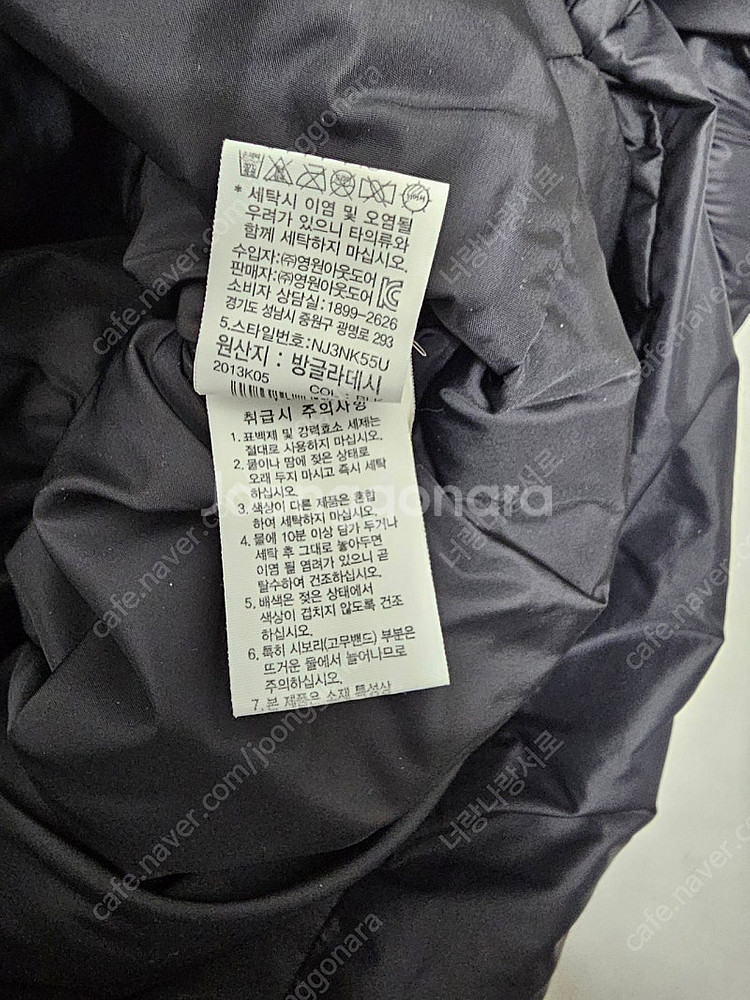 * 세탁시 이염 및 오염될
우려가 있으니 타의류와
함께 세탁하지 마십시오.
수입자:(주)영원아웃도어
판매자:(주)영원아웃도어
소비자 상담실:1899-2626
경기도 성남시 중원구 광명로 293
5.스타일번호:NJ3NK55U
원산지 : 방글라데시
2013K05
취급시 주의사항
1. 표백제 및 강력효소 세제는
절대로 사용하지 마십시오.
2. 물이나 땀에 젖은 상태로
오래 두지 마시고 즉시 세탁
하십시오.
3. 색상이 다른 제품은 혼합
하여 세탁하지 마십시오.
4. 물에 10분 이상 담가 두거나
세탁 후 그대로 놓아두면
이염 될 염려가 있으니 곧
탈수하여 건조하십시오.
5. 배색은 젖은 상태에서
색상이 겹치지 않도록 건조
하십시오.
6. 특히 시보리(고무밴드) 부분은
뜨거운 물에서 늘어나므로
주의하십시오.
7. 본 제품은 소재 특성상
joonggonara
cafe.naver.com/joonggonara
너랑나랑서로